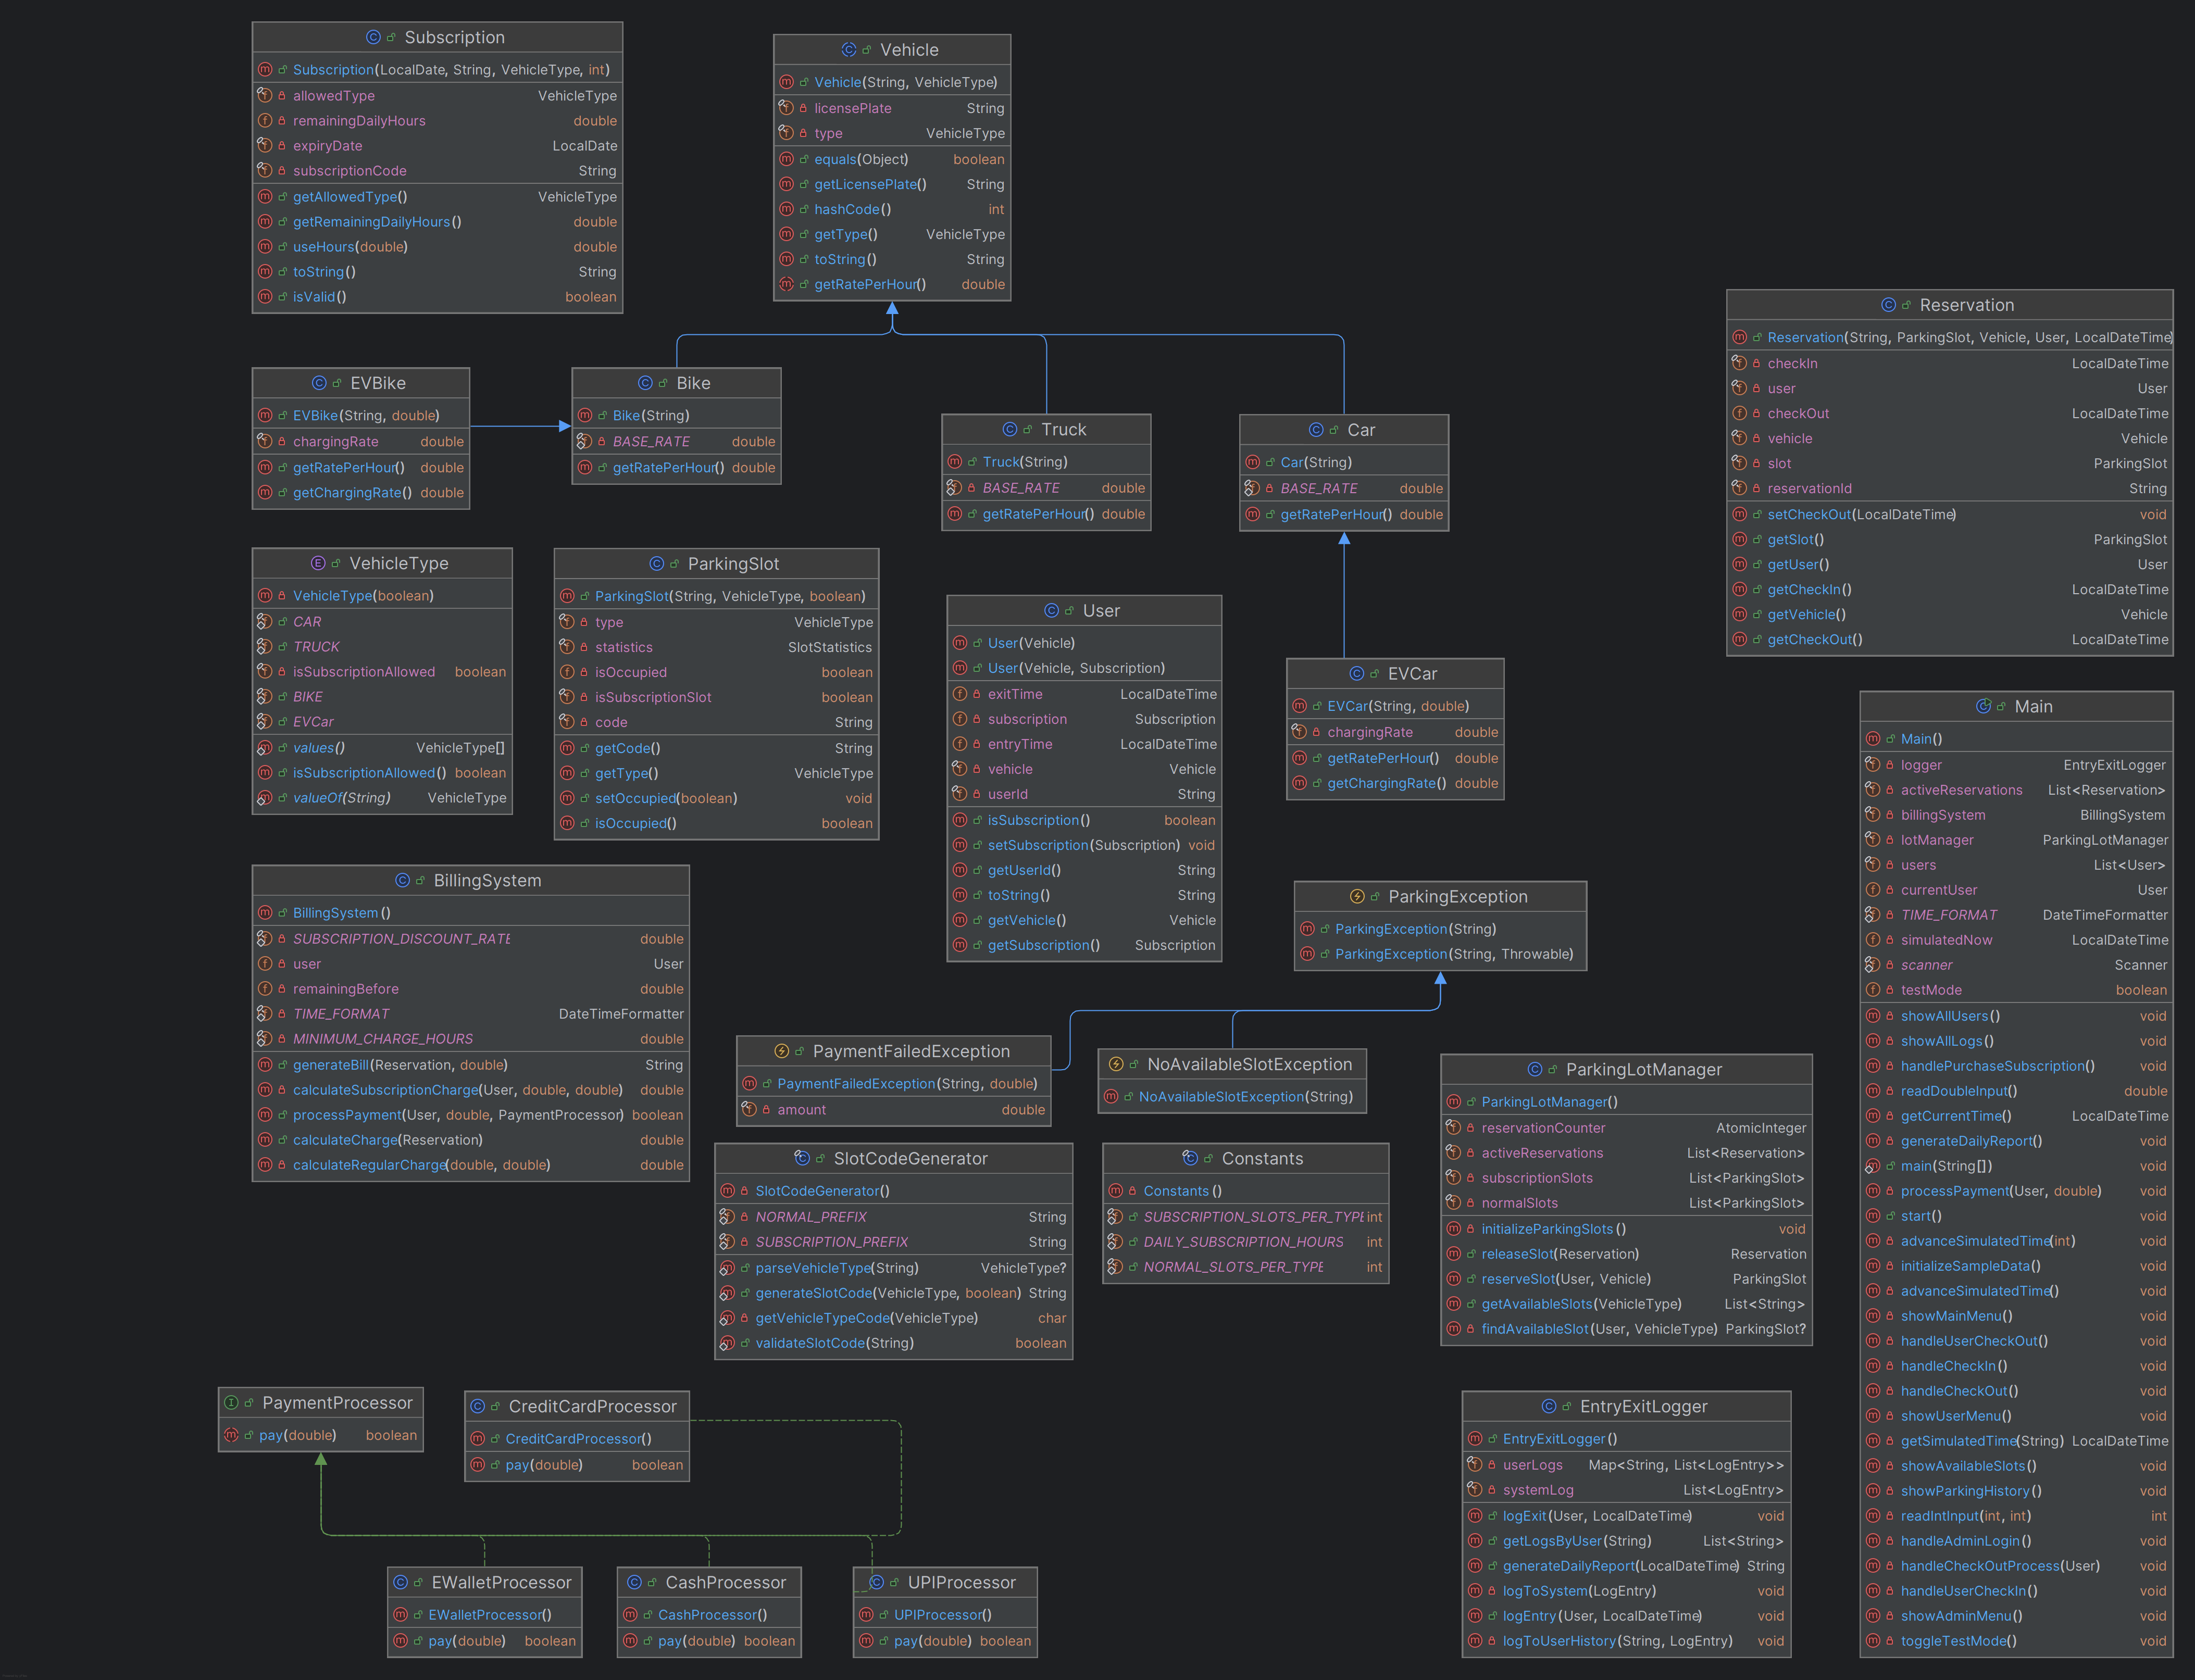 Subscription
Subscription(LocalDate, String, VehicleType, int)
allowedType VehicleType
remainingDailyHours double
expiryDate LocalDate
subscriptionCode String
getAllowedType() VehicleType
getRemainingDailyHours() double
useHours(double) double
toString() String
isValid() boolean
Vehicle
Vehicle(String, VehicleType)
licensePlate String
type VehicleType
equals(Object) boolean
getLicensePlate() String
hashCode() int
getType() VehicleType
toString() String
getRatePerHour() double
Reservation
Reservation(String, ParkingSlot, Vehicle, User, LocalDateTime)
checkIn LocalDateTime
user User
checkOut LocalDateTime
vehicle Vehicle
slot ParkingSlot
reservationId String
setCheckOut(LocalDateTime) void
getSlot() ParkingSlot
getUser() User
getCheckIn() LocalDateTime
getVehicle() Vehicle
getCheckOut() LocalDateTime
EVBike
EVBike(String, double)
chargingRate double
getRatePerHour() double
getChargingRate() double
Bike
Bike(String)
BASE_RATE double
getRatePerHour() double
Truck
Truck(String)
BASE_RATE double
getRatePerHour() double
Car
Car(String)
BASE_RATE double
getRatePerHour() double
VehicleType
VehicleType(boolean)
CAR
TRUCK
isSubscriptionAllowed boolean
BIKE
EVCar
values() VehicleType[]
isSubscriptionAllowed() boolean
valueOf(String) VehicleType
ParkingSlot
ParkingSlot(String, VehicleType, boolean)
type VehicleType
statistics SlotStatistics
isOccupied boolean
isSubscriptionSlot boolean
code String
getCode() String
getType() VehicleType
setOccupied(boolean) void
isOccupied() boolean
User
User(Vehicle)
User(Vehicle, Subscription)
exitTime LocalDateTime
subscription Subscription
entryTime LocalDateTime
vehicle Vehicle
userId String
isSubscription() boolean
setSubscription(Subscription) void
getUserId() String
toString() String
getVehicle() Vehicle
getSubscription() Subscription
EVCar
EVCar(String, double)
chargingRate double
getRatePerHour() double
getChargingRate() double
Main
Main()
logger EntryExitLogger
activeReservations List<Reservation>
billingSystem BillingSystem
lotManager ParkingLotManager
users List<User>
currentUser User
TIME_FORMAT DateTimeFormatter
simulatedNow LocalDateTime
scanner Scanner
testMode boolean
showAllUsers() void
showAllLogs() void
handlePurchaseSubscription() void
readDoubleInput() double
getCurrentTime() LocalDateTime
generateDailyReport() void
main(String[]) void
processPayment(User, double) void
start() void
advanceSimulatedTime(int) void
initializeSampleData() void
advanceSimulatedTime() void
showMainMenu() void
handleUserCheckOut() void
handleCheckIn() void
handleCheckOut() void
showUserMenu() void
getSimulatedTime(String) LocalDateTime
showAvailableSlots() void
showParkingHistory() void
readIntInput(int, int) int
handleAdminLogin() void
handleCheckOutProcess(User) void
handleUserCheckIn() void
showAdminMenu() void
toggleTestMode() void
BillingSystem
BillingSystem()
SUBSCRIPTION_DISCOUNT_RATE double
user User
remainingBefore double
TIME_FORMAT DateTimeFormatter
MINIMUM_CHARGE_HOURS double
generateBill(Reservation, double) String
calculateSubscriptionCharge(User, double, double) double
processPayment(User, double, PaymentProcessor) boolean
calculateCharge(Reservation) double
calculateRegularCharge(double, double) double
ParkingException
ParkingException(String)
ParkingException(String, Throwable)
PaymentFailedException
PaymentFailedException(String, double)
amount double
NoAvailableSlotException
NoAvailableSlotException(String)
ParkingLotManager
ParkingLotManager()
reservationCounter AtomicInteger
activeReservations List<Reservation>
subscriptionSlots List<ParkingSlot>
normalSlots List<ParkingSlot>
initializeParkingSlots() void
releaseSlot(Reservation) Reservation
reserveSlot(User, Vehicle) ParkingSlot
getAvailableSlots(VehicleType) List<String>
findAvailableSlot(User, VehicleType) ParkingSlot?
SlotCodeGenerator
SlotCodeGenerator()
NORMAL_PREFIX String
SUBSCRIPTION_PREFIX String
parseVehicleType(String) VehicleType?
generateSlotCode(VehicleType, boolean) String
getVehicleTypeCode(VehicleType) char
validateSlotCode(String) boolean
Constants
Constants()
SUBSCRIPTION_SLOTS_PER_TYPE int
DAILY_SUBSCRIPTION_HOURS int
NORMAL_SLOTS_PER_TYPE int
PaymentProcessor
pay(double) boolean
CreditCardProcessor
CreditCardProcessor()
pay(double) boolean
EntryExitLogger
EntryExitLogger()
userLogs Map<String, List<LogEntry>>
systemLog List<LogEntry>
logExit(User, LocalDateTime) void
getLogsByUser(String) List<String>
generateDailyReport(LocalDateTime) String
logToSystem(LogEntry) void
logEntry(User, LocalDateTime) void
logToUserHistory(String, LogEntry) void
EWalletProcessor
EWalletProcessor()
pay(double) boolean
CashProcessor
CashProcessor()
pay(double) boolean
UPIProcessor
UPIProcessor()
pay(double) boolean